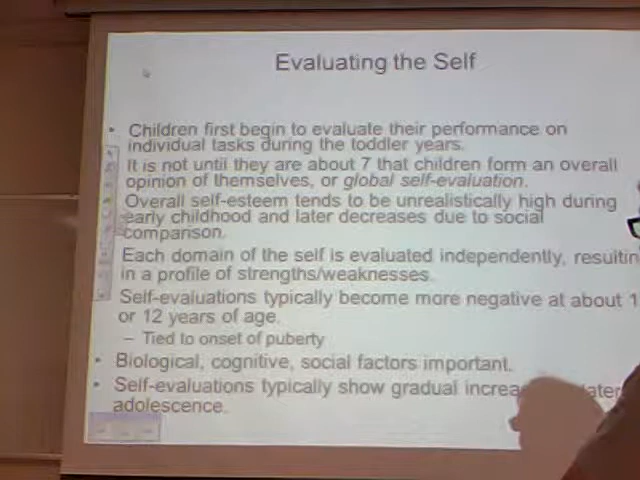 Evaluating the Self
• Children first begin to evaluate their performance on
individual tasks during the toddler years.
It is not until they are about 7 that children form an overall
opinion of themselves, or global self-evaluation.
Overall self-esteem tends to be unrealistically high during
early childhood and later decreases due to social
comparison.
Each domain of the self is evaluated independently, resultin
in a profile of strengths/weaknesses.
Self-evaluations typically become more negative at about 1
or 12 years of age.
– Tied to onset of puberty
• Biological, cognitive, social factors important.
• Self-evaluations typically show gradual increa later
adolescence.